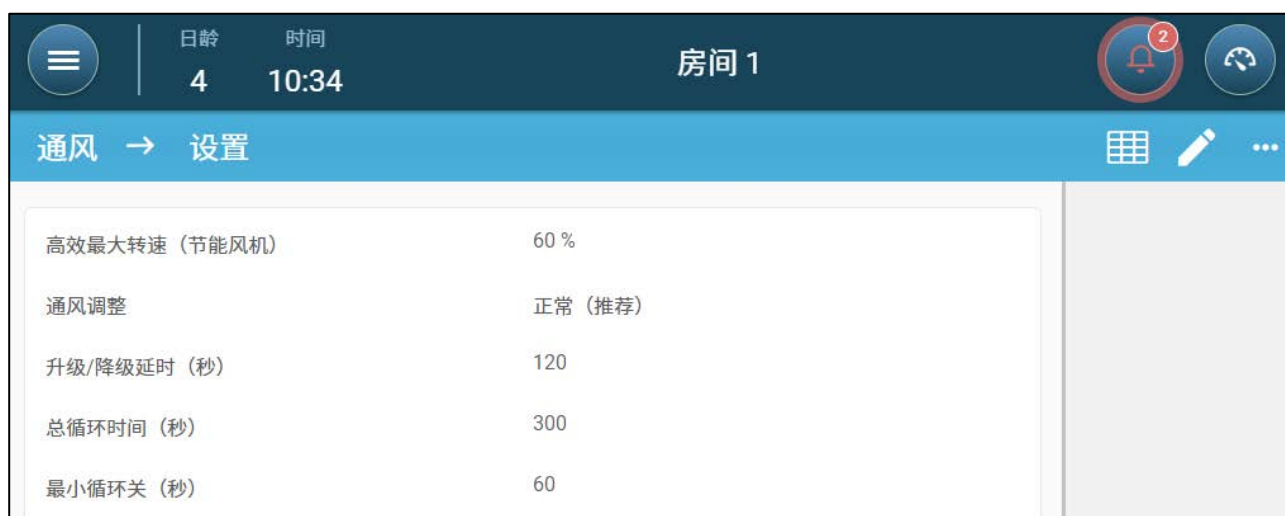 日龄 时间
4 10:34
房间 1
2
通风 → 设置
高效最大转速（节能风机） 60 %
通风调整 正常（推荐）
升级/降级延时（秒） 120
总循环时间（秒） 300
最小循环关（秒） 60